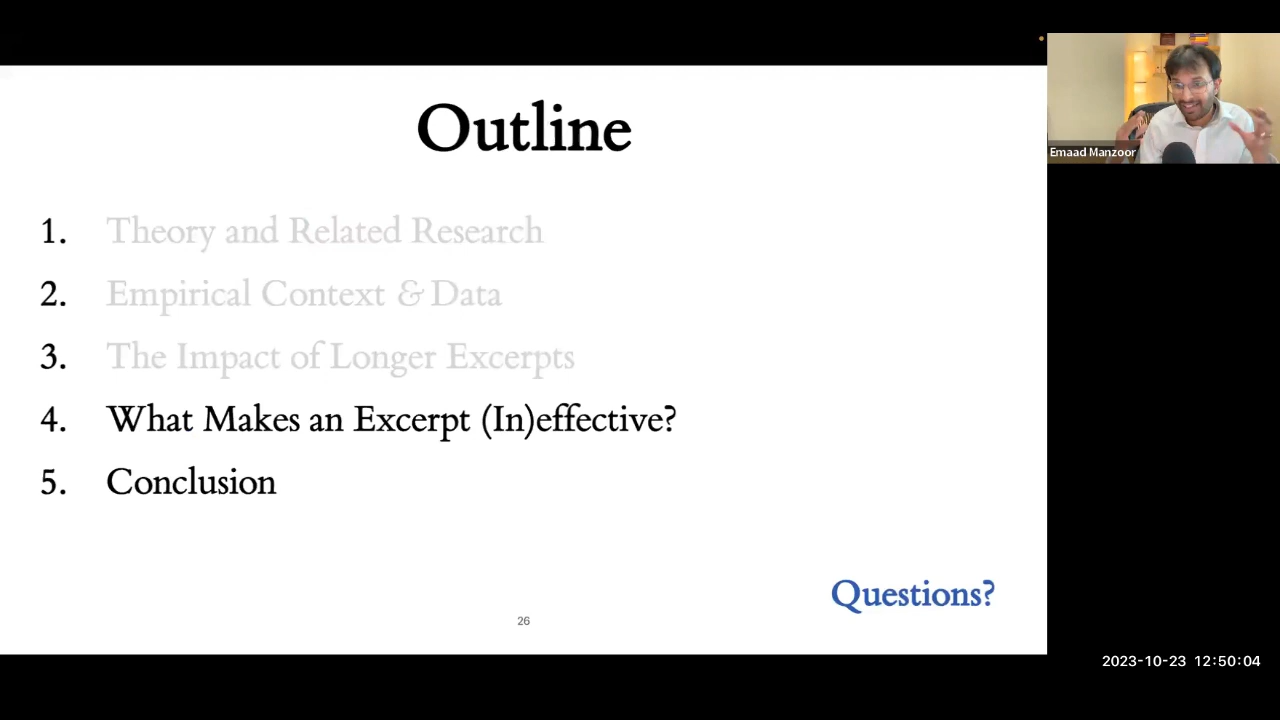 Outline
1. Theory and Related Research
2. Empirical Context & Data
3. The Impact of Longer Excerpts
4. What Makes an Excerpt (In)effective?
5. Conclusion
Questions?
26
Emaad Manzoor
2023-10-23 12:50:04